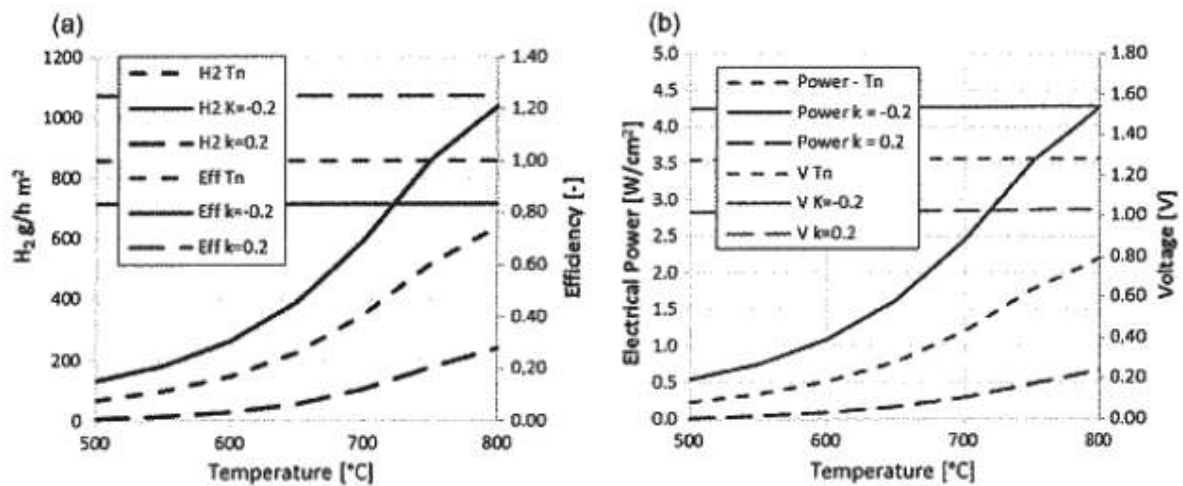 (a)
1200
1000
800
600
400
200
0
H₂ g/h m²
H2 Tn
H2 K=-0.2
H2 k=0.2
Eff Tn
Eff k=-0.2
Eff k=0.2
1.40
1.20
1.00
0.80
0.60
0.40
0,20
0.00
Efficiency [-]
500
600
700
800
Temperature [°C]
(b)
5.0
4.5
4.0
3.5
3.0
2.5
2.0
1.5
1.0
0.5
0.0
Electrical Power [W/cm²]
Power - Tn
Power k = -0.2
Power k = 0.2
V Tn
V K=-0.2
V k=0.2
1.80
1.60
1.40
1.20
1.00
0.80
0.60
0.40
0.20
0.00
Voltage [V]
500
600
700
800
Temperature [°C]